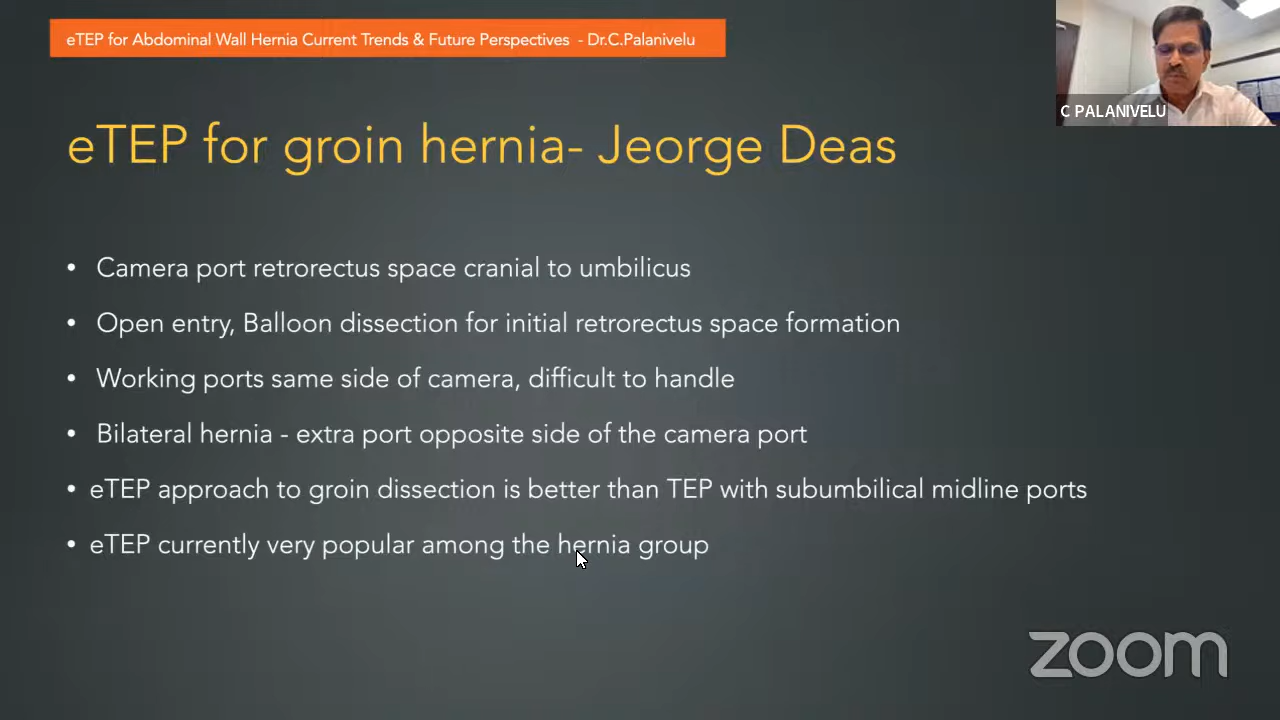 eTEP for Abdominal Wall Hernia Current Trends & Future Perspectives - Dr.C.Palanivelu
C PALANIVELU
eTEP for groin hernia- Jeorge Deas
• Camera port retrorectus space cranial to umbilicus
• Open entry, Balloon dissection for initial retrorectus space formation
• Working ports same side of camera, difficult to handle
• Bilateral hernia - extra port opposite side of the camera port
• eTEP approach to groin dissection is better than TEP with subumbilical midline ports
• eTEP currently very popular among the hernia group
zoom